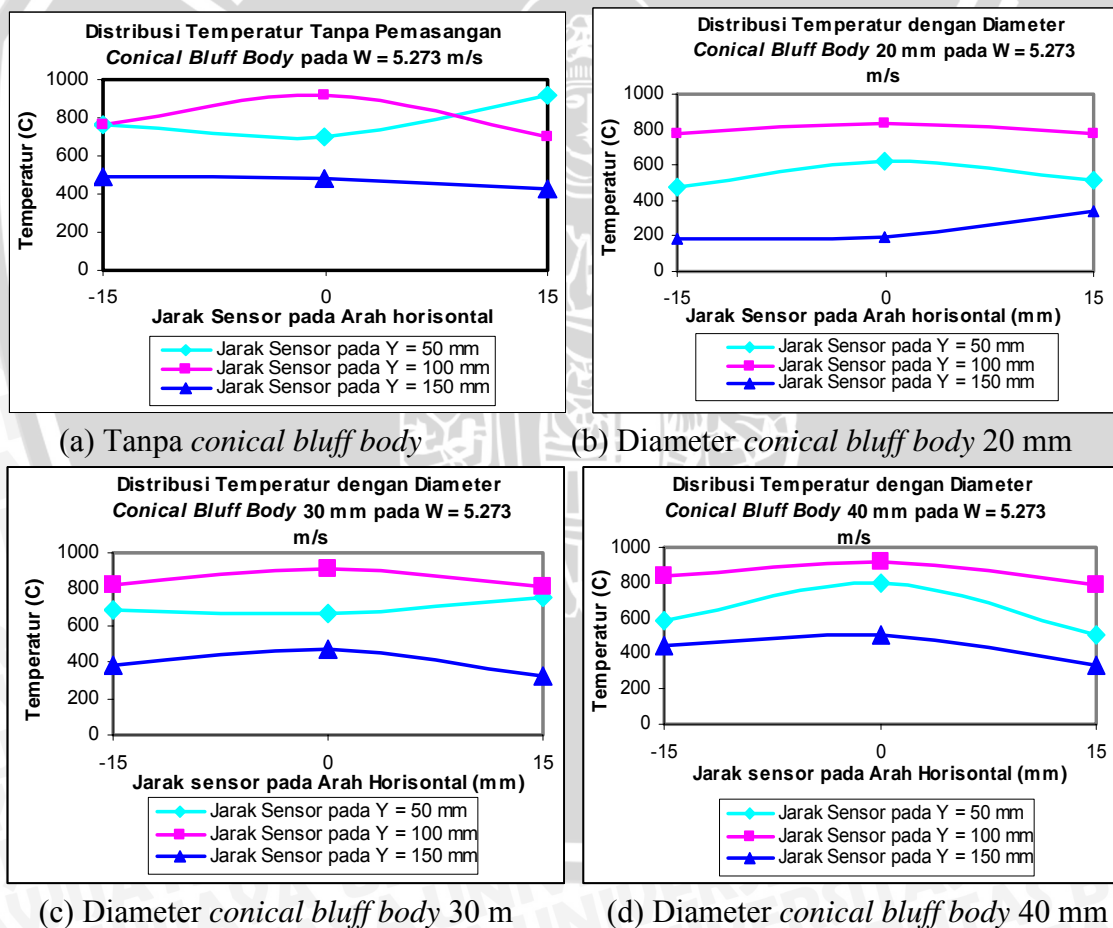 Distribusi Temperatur Tanpa Pemasangan
Conical Bluff Body pada W = 5.273 m/s
Temperatur (C)
1000
800
600
400
200
0
-15
0
15
Jarak Sensor pada Arah horisontal
Jarak Sensor pada Y = 50 mm
Jarak Sensor pada Y = 100 mm
Jarak Sensor pada Y = 150 mm
(a) Tanpa conical bluff body
Distribusi Temperatur dengan Diameter
Conical Bluff Body 20 mm pada W = 5.273
m/s
Temperatur (C)
1000
800
600
400
200
0
-15
0
15
Jarak Sensor pada Arah horisontal (mm)
Jarak Sensor pada Y = 50 mm
Jarak Sensor pada Y = 100 mm
Jarak Sensor pada Y = 150 mm
(b) Diameter conical bluff body 20 mm
Distribusi Temperatur dengan Diameter
Conical Bluff Body 30 mm pada W = 5.273
m/s
Temperatur (C)
1000
800
600
400
200
0
-15
0
15
Jarak sensor pada Arah Horisontal (mm)
Jarak Sensor pada Y = 50 mm
Jarak Sensor pada Y = 100 mm
Jarak Sensor pada Y = 150 mm
(c) Diameter conical bluff body 30 m
Disribusi Temperatur dengan Diameter
Conical Bluff Body 40 mm pada W = 5.273
m/s
Temperatur (C)
1000
800
600
400
200
0
-15
0
15
Jarak sensor pada Arah Horisontal (mm)
Jarak Sensor pada Y = 50 mm
Jarak Sensor pada Y = 100 mm
Jarak Sensor pada Y = 150 mm
(d) Diameter conical bluff body 40 mm